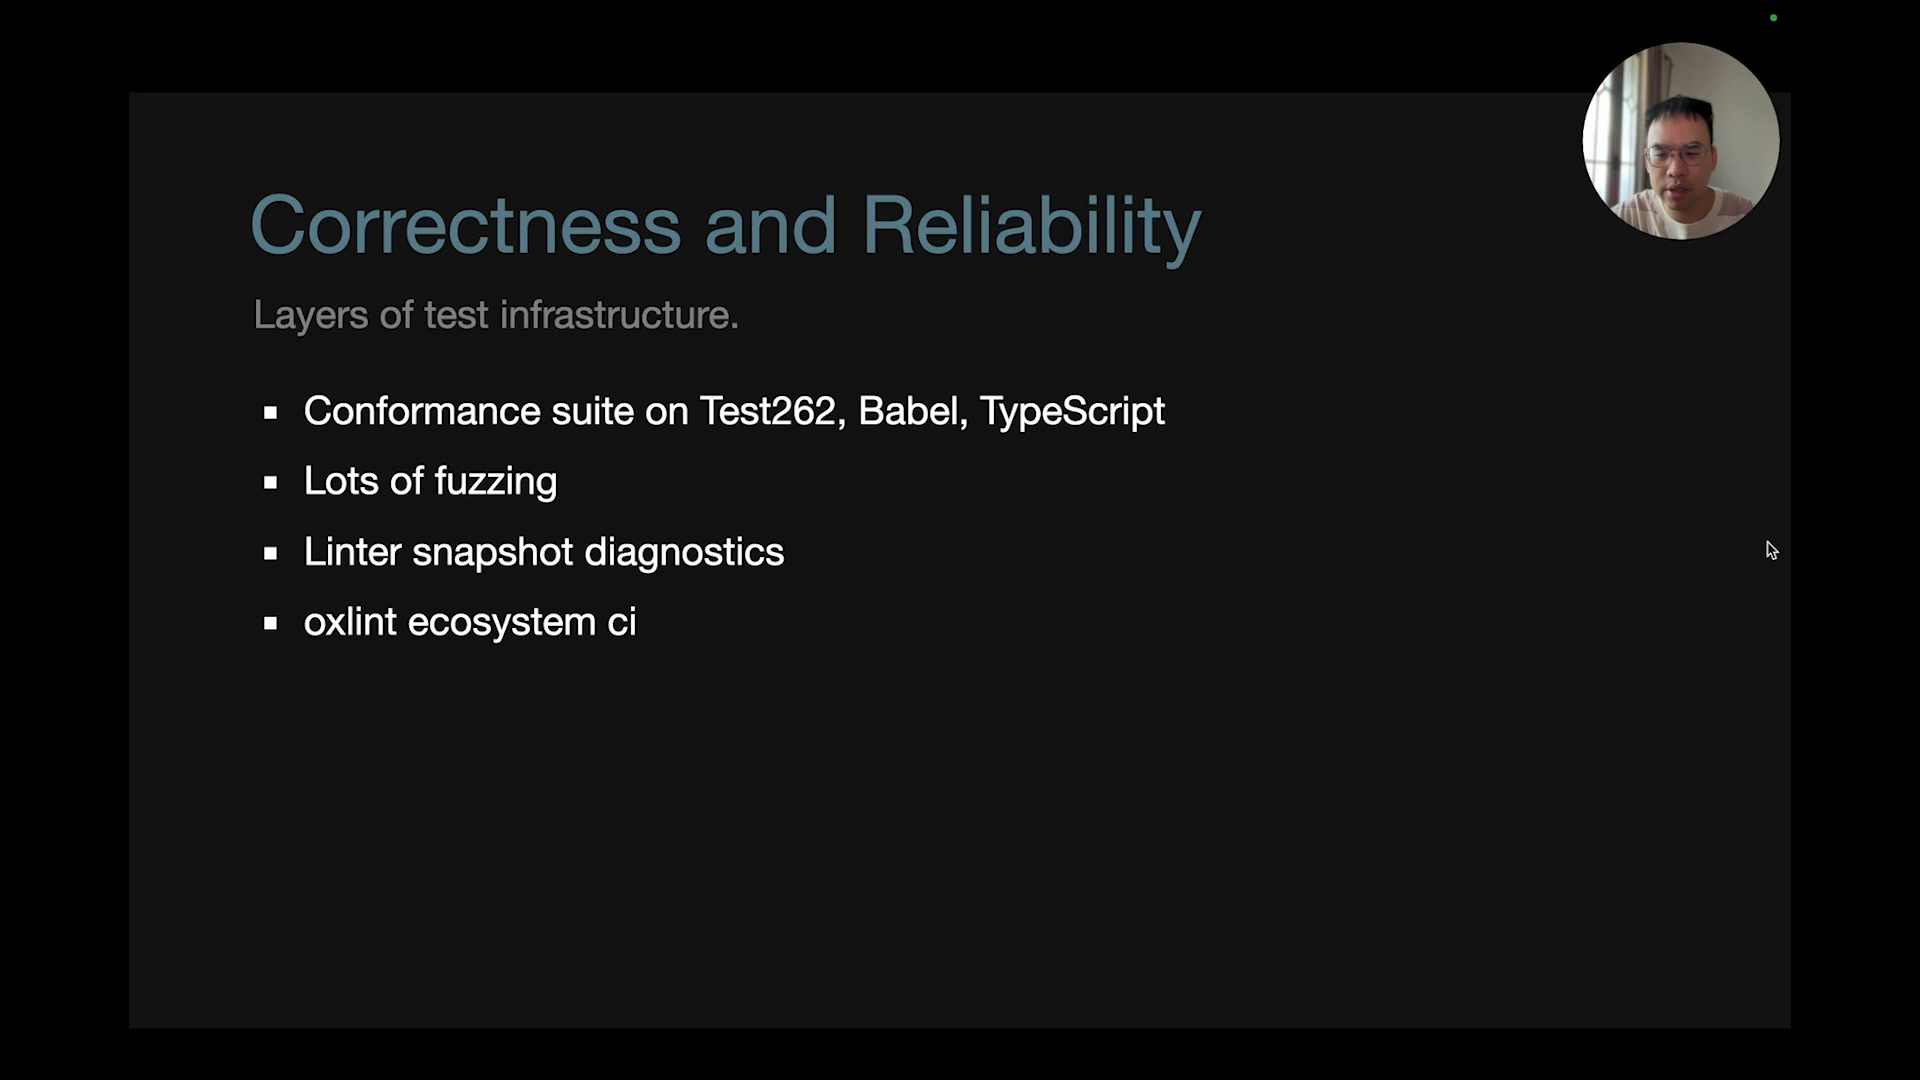 Correctness and Reliability
Layers of test infrastructure.
Conformance suite on Test262, Babel, TypeScript
Lots of fuzzing
Linter snapshot diagnostics
oxlint ecosystem ci